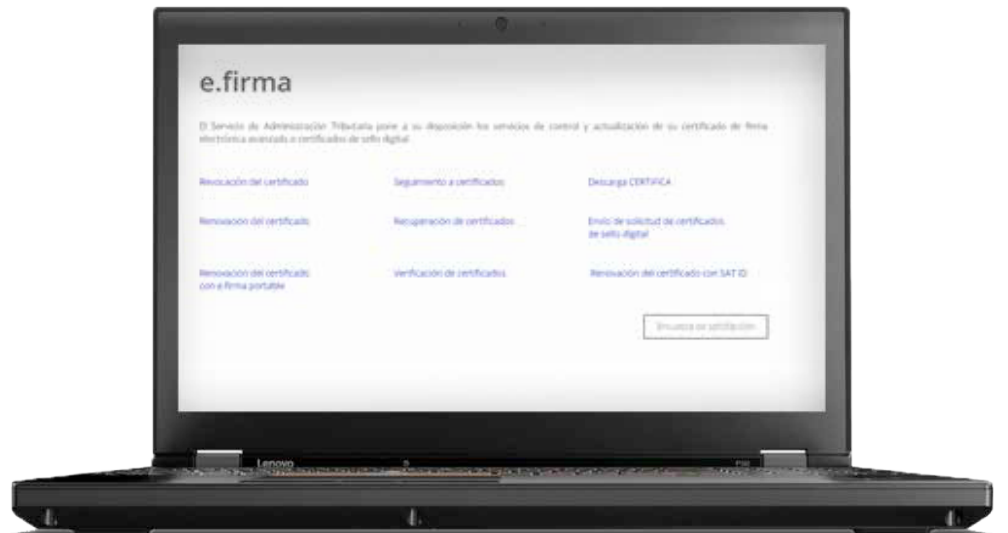 e.firma
El Servicio de Administración Tributaria pone a su disposición los servicios de control y actualización de su certificado de firma
electrónica avanzada o certificados de sello digital
Revocación del certificado
Seguimiento a certificados
Descarga CERTIFICA
Renovación del certificado
Recuperación de certificados
Envío de solicitud de certificados
de sello digital
Renovación del certificado
con e.firma portable
Verificación de certificados
Renovación del certificado con SAT ID
Encuesta de satisfacción
Lenovo